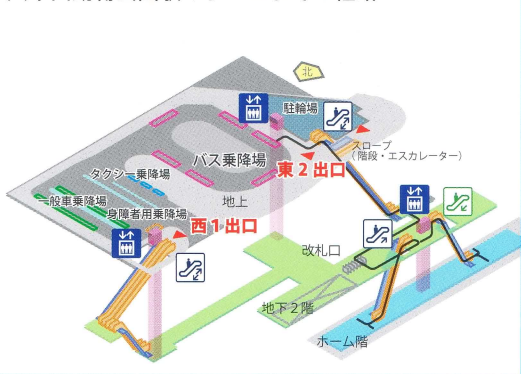 北
駐輪場
スロープ
(階段・エスカレーター)
バス乗降場
東2出口
タクシー乗降場
一般車乗降場
身障者用乗降場
地上
西1出口
改札口
地下2階
ホーム階